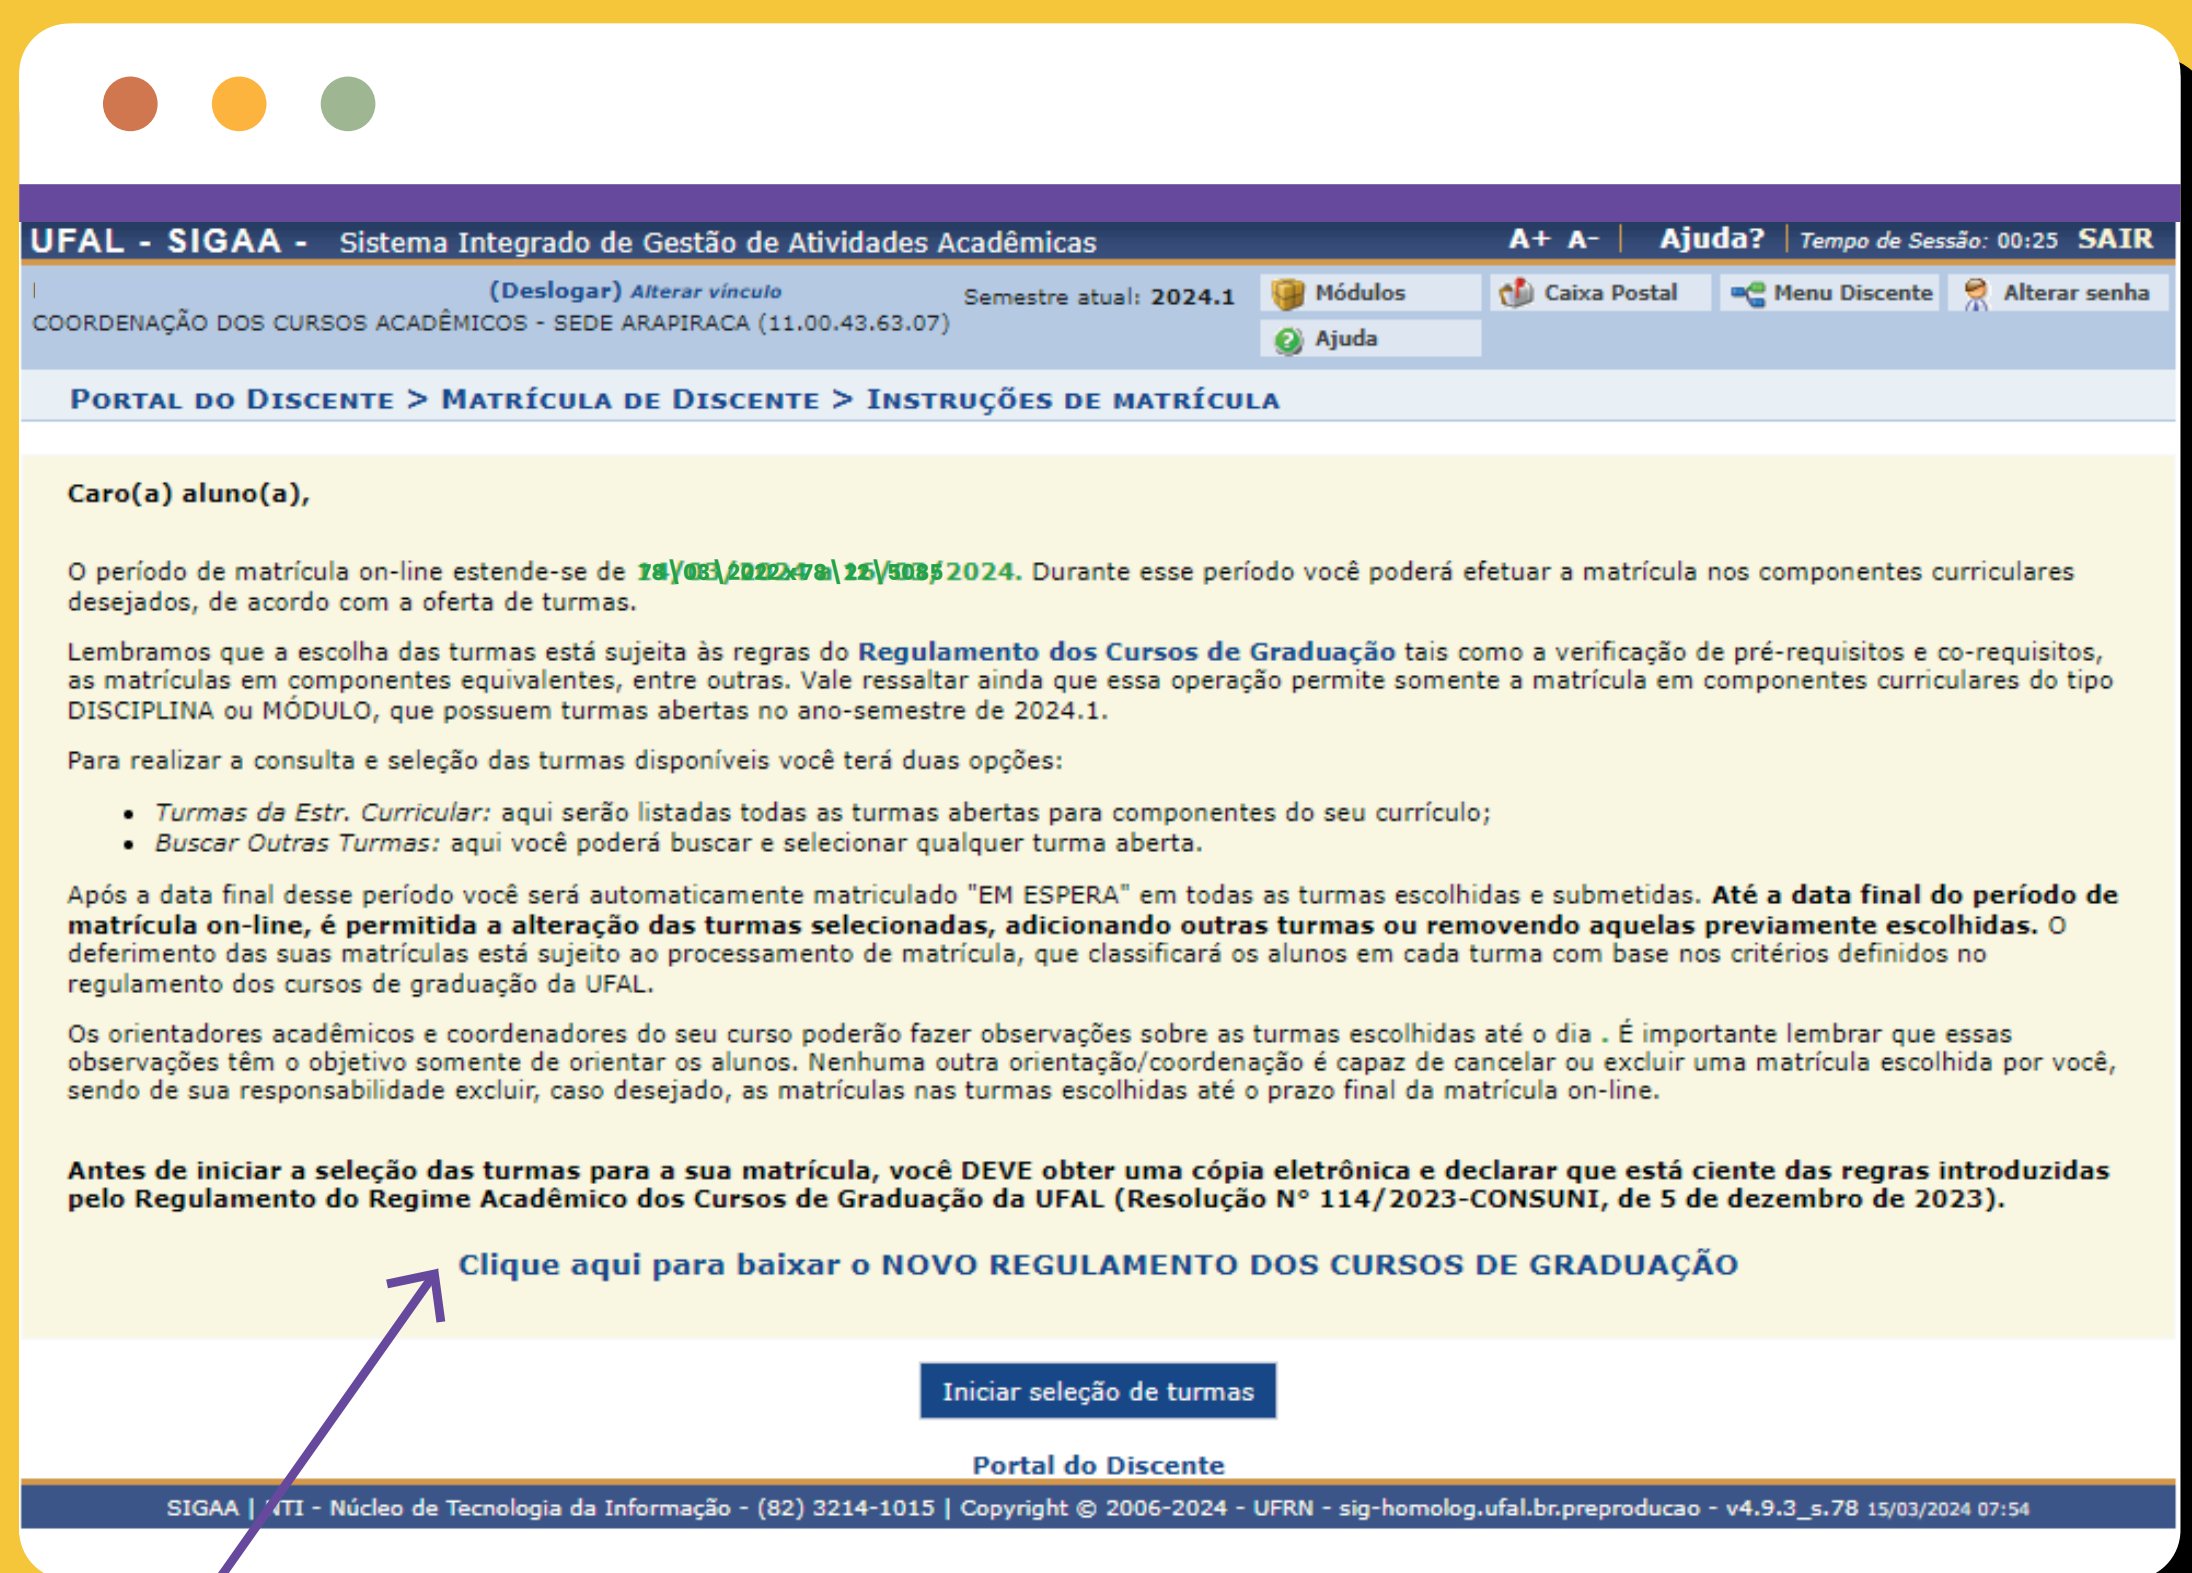 UFAL - SIGAA - Sistema Integrado de Gestão de Atividades Acadêmicas A+ A- | Ajuda? | Tempo de Sessão: 00:25 SAIR
(Deslogar) Alterar vínculo Semestre atual: 2024.1 Módulos Caixa Postal Menu Discente Alterar senha
COORDENAÇÃO DOS CURSOS ACADÊMICOS - SEDE ARAPIRACA (11.00.43.63.07)
Ajuda
PORTAL DO DISCENTE > MATRÍCULA DE DISCENTE > INSTRUÇÕES DE MATRÍCULA
Caro(a) aluno(a),
O período de matrícula on-line estende-se de 2024. Durante esse período você poderá efetuar a matrícula nos componentes curriculares
desejados, de acordo com a oferta de turmas.
Lembramos que a escolha das turmas está sujeita às regras do Regulamento dos Cursos de Graduação tais como a verificação de pré-requisitos e co-requisitos,
as matrículas em componentes equivalentes, entre outras. Vale ressaltar ainda que essa operação permite somente a matrícula em componentes curriculares do tipo
DISCIPLINA ou MÓDULO, que possuem turmas abertas no ano-semestre de 2024.1.
Para realizar a consulta e seleção das turmas disponíveis você terá duas opções:
• Turmas da Estr. Curricular: aqui serão listadas todas as turmas abertas para componentes do seu currículo;
• Buscar Outras Turmas: aqui você poderá buscar e selecionar qualquer turma aberta.
Após a data final desse período você será automaticamente matriculado "EM ESPERA" em todas as turmas escolhidas e submetidas. Até a data final do período de
matrícula on-line, é permitida a alteração das turmas selecionadas, adicionando outras turmas ou removendo aquelas previamente escolhidas. O
deferimento das suas matrículas está sujeito ao processamento de matrícula, que classificará os alunos em cada turma com base nos critérios definidos no
regulamento dos cursos de graduação da UFAL.
Os orientadores acadêmicos e coordenadores do seu curso poderão fazer observações sobre as turmas escolhidas até o dia . É importante lembrar que essas
observações têm o objetivo somente de orientar os alunos. Nenhuma outra orientação/coordenação é capaz de cancelar ou excluir uma matrícula escolhida por você,
sendo de sua responsabilidade excluir, caso desejado, as matrículas nas turmas escolhidas até o prazo final da matrícula on-line.
Antes de iniciar a seleção das turmas para a sua matrícula, você DEVE obter uma cópia eletrônica e declarar que está ciente das regras introduzidas
pelo Regulamento do Regime Acadêmico dos Cursos de Graduação da UFAL (Resolução N° 114/2023-CONSUNI, de 5 de dezembro de 2023).
Clique aqui para baixar o NOVO REGULAMENTO DOS CURSOS DE GRADUAÇÃO
Iniciar seleção de turmas
Portal do Discente
SIGAA | NTI - Núcleo de Tecnologia da Informação - (82) 3214-1015 | Copyright © 2006-2024 - UFRN - sig-homolog.ufal.br.preproducao - v4.9.3_s.78 15/03/2024 07:54